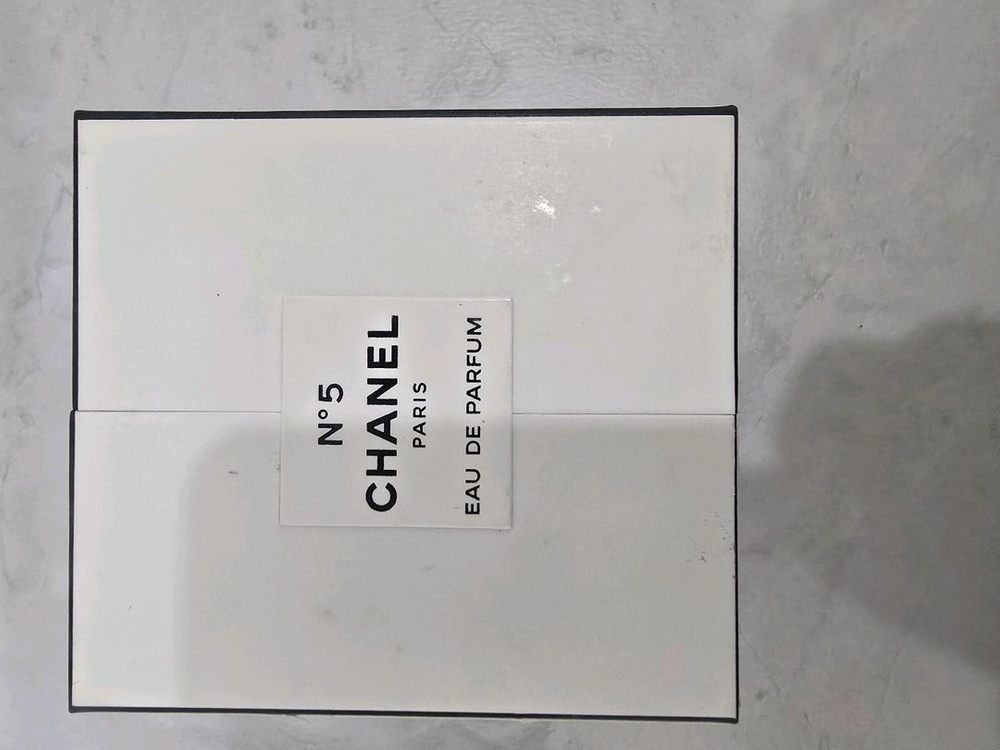 N°5
CHANEL
PARIS
EAU DE PARFUM